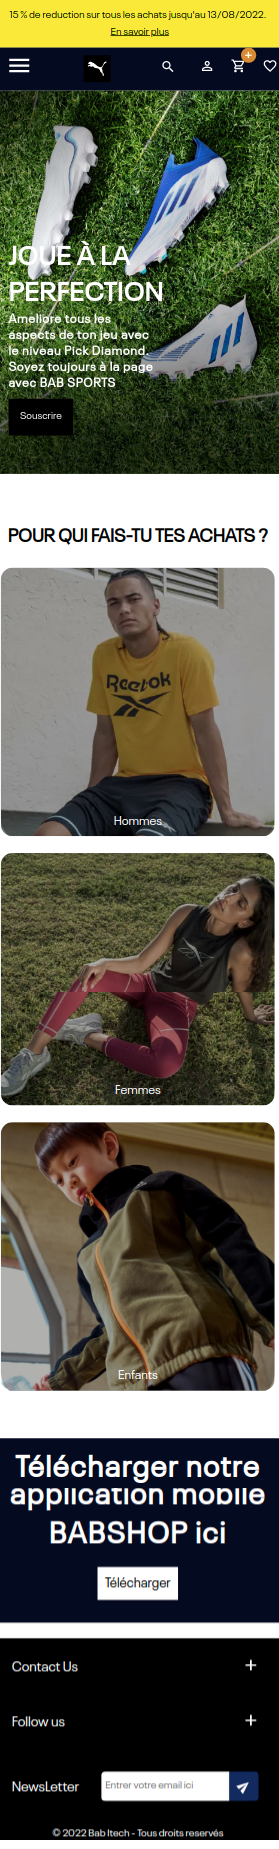 15 % de reduction sur tous les achats jusqu'au 13/08/2022.
En savoir plus
JOUE À LA
PERFECTION
Ameliore tous les
aspects de ton jeu avec
le niveau Pick Diamond.
Soyez toujours à la page
avec BAB SPORTS
Souscrire
POUR QUI FAIS-TU TES ACHATS ?
Reebok
Hommes
Femmes
Enfants
Télécharger notre
application mobile
BABSHOP ici
Télécharger
Contact Us
Follow us
NewsLetter
Entrer votre email ici
© 2022 Bab Itech - Tous droits reservés